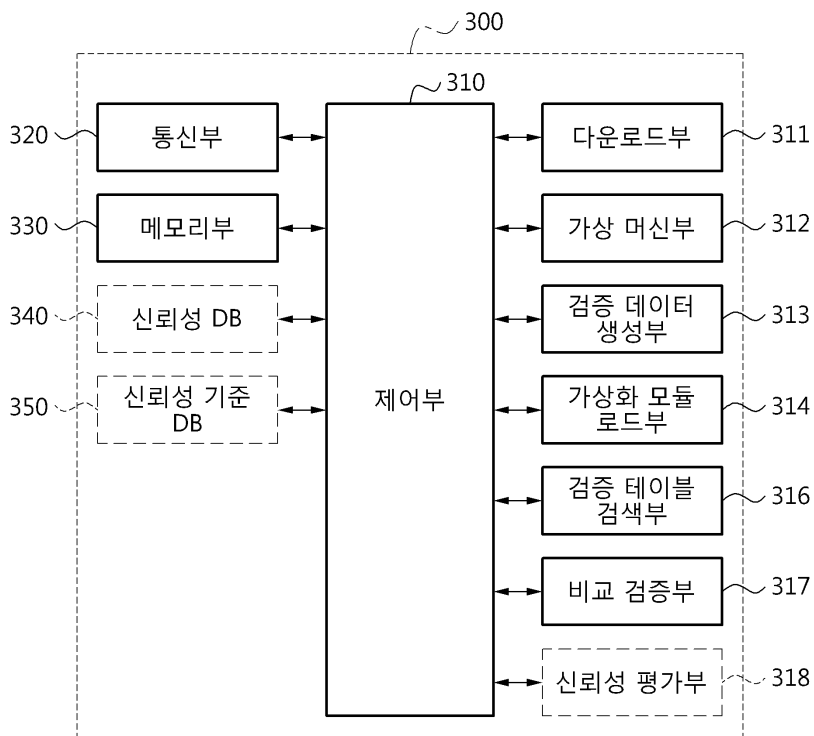 300
310
320
통신부
다운로드부
311
330
메모리부
가상 머신부
312
340
신뢰성 DB
검증 데이터
생성부
313
350
신뢰성 기준
DB
제어부
가상화 모듈
로드부
314
검증 테이블
검색부
316
비교 검증부
317
신뢰성 평가부
318